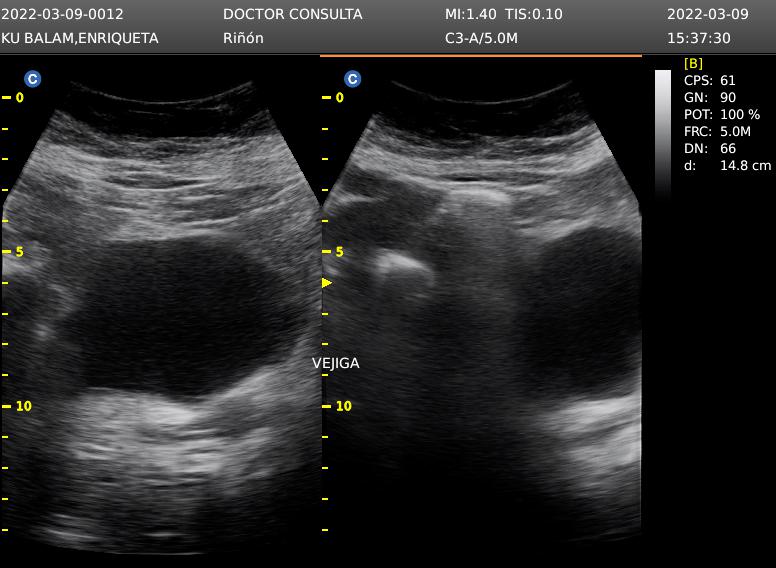 2022-03-09-0012 DOCTOR CONSULTA MI:1.40 TIS:0.10 2022-03-09
KU BALAM,ENRIQUETA Riñón C3-A/5.0M 15:37:30
[B]
CPS: 61
GN: 90
POT: 100 %
FRC: 5.0M
DN: 66
d: 14.8 cm
C C
0 0
5 5
VEJIGA
10 10